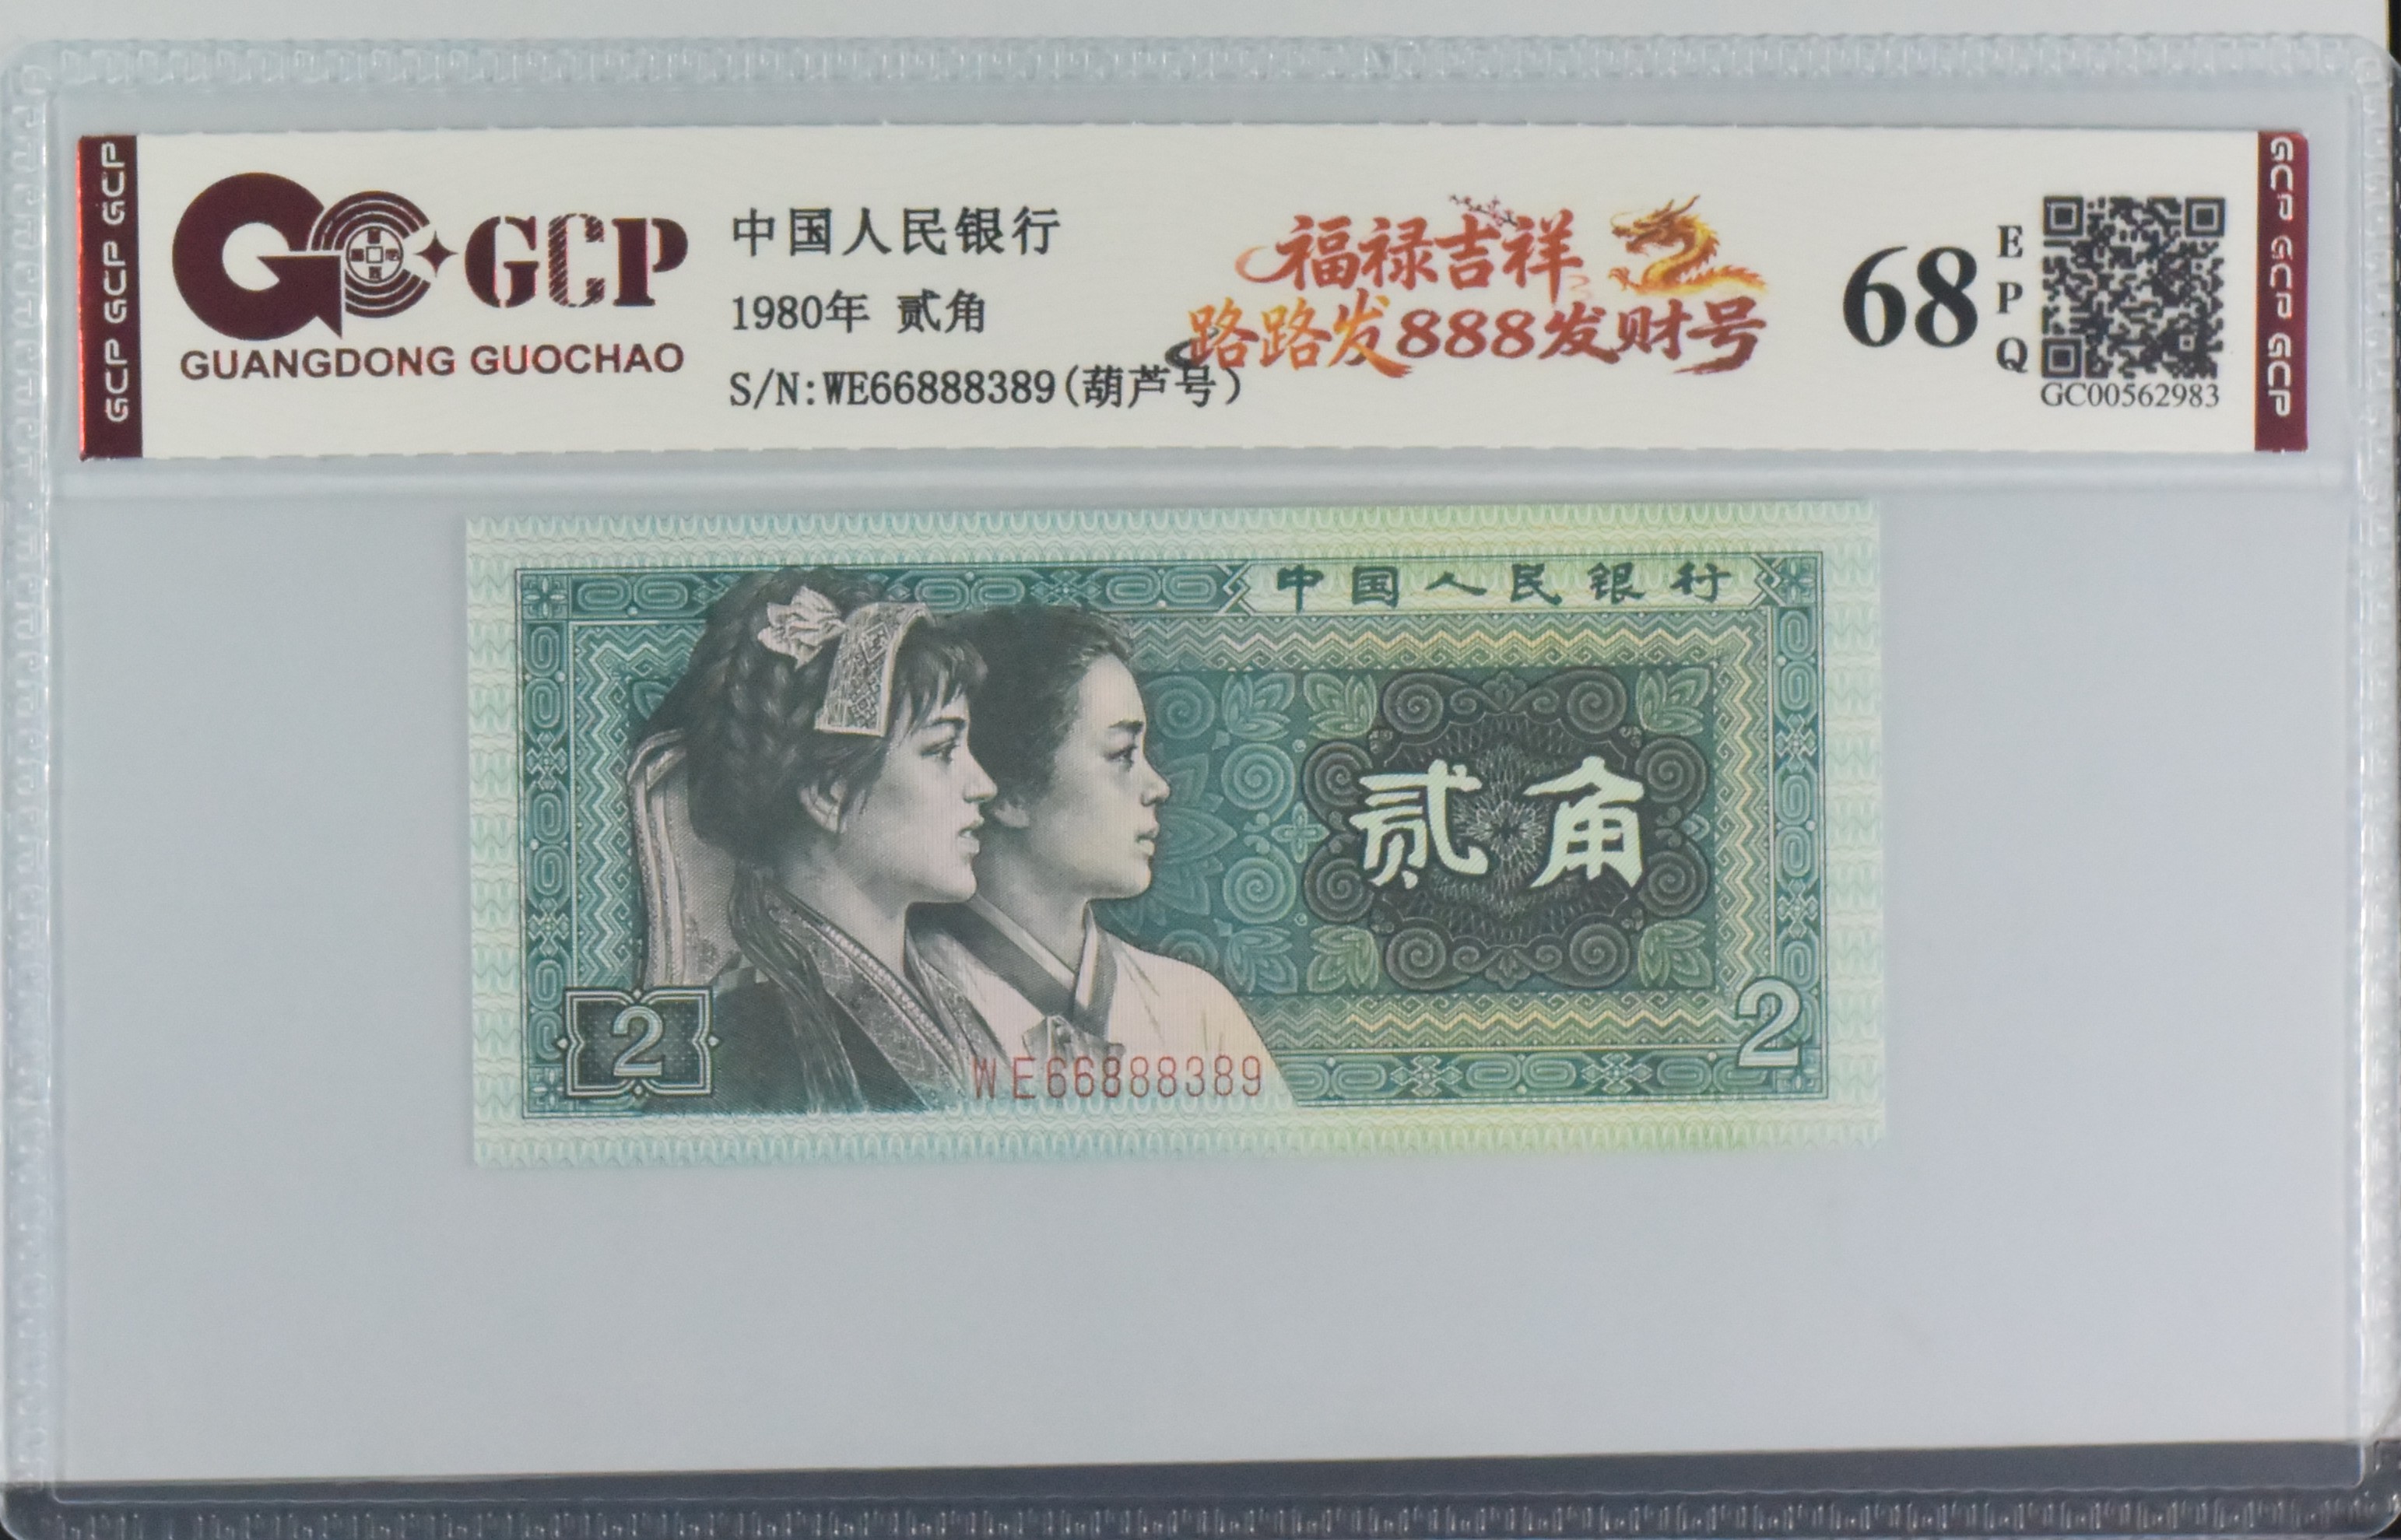 GCP GCP GCP
GCP
GUANGDONG GUOCHAO
中国人民银行
1980年 贰角
S/N:WE66888389(葫芦号)
福禄吉祥
路路发888发财号
68
EPQ
GC00562983
GCP GCP GCP
中国人民银行
贰角
2
2
WE66888389